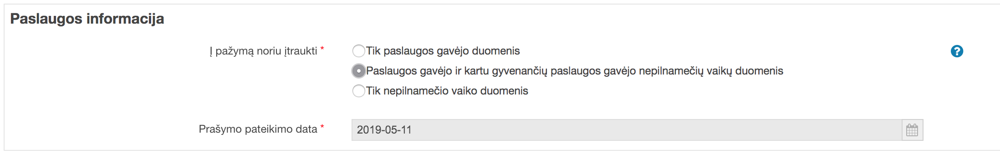 Paslaugos informacija
Į pažymą noriu įtraukti *
Tik paslaugos gavėjo duomenis
?
Paslaugos gavėjo ir kartu gyvenančių paslaugos gavėjo nepilnamečių vaikų duomenis
Tik nepilnamečio vaiko duomenis
Prašymo pateikimo data *
2019-05-11